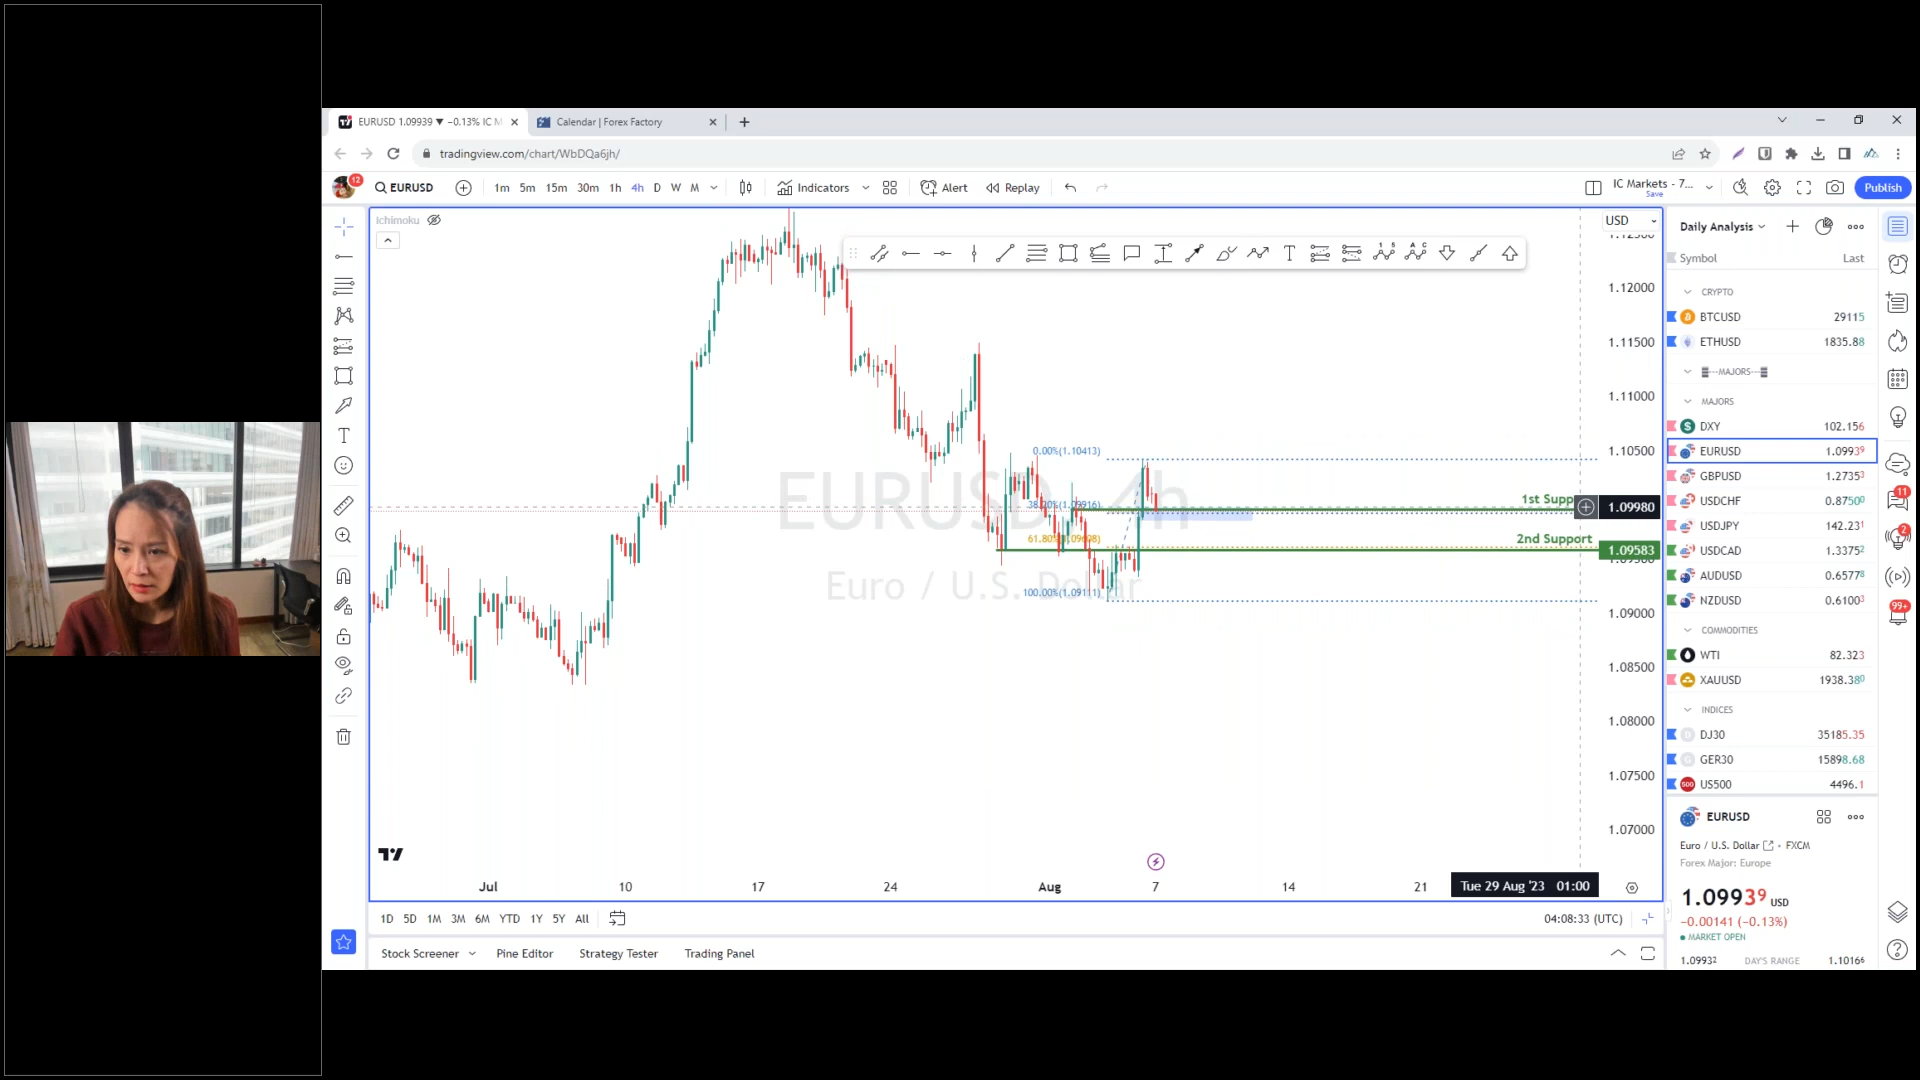 EURUSD 1.09939 ▼ −0.13% IC M
Calendar | Forex Factory
tradingview.com/chart/WbDQa6jh/
12
EURUSD
1m 5m 15m 30m 1h 4h D W M
Indicators
Alert
Replay
IC Markets - 7...
Save
Publish
Ichimoku
USD
1.12000
1.11500
1.11000
1.10500
1.09980
1.09583
1.09000
1.08500
1.08000
1.07500
1.07000
EURUSD, 4h
Euro / U.S. Dollar
0.00%(1.10413)
61.80%(1.09608)
100.00%(1.09111)
1st Supp
2nd Support
Jul 10 17 24 Aug 7 14 21
Tue 29 Aug '23 01:00
1D 5D 1M 3M 6M YTD 1Y 5Y All
04:08:33 (UTC)
Stock Screener
Pine Editor
Strategy Tester
Trading Panel
Daily Analysis
Symbol Last
CRYPTO
BTCUSD 29115
ETHUSD 1835.88
---MAJORS---
MAJORS
DXY 102.156
EURUSD 1.09939
GBPUSD 1.27353
USDCHF 0.87500
USDJPY 142.231
USDCAD 1.33752
AUDUSD 0.65778
NZDUSD 0.61003
COMMODITIES
WTI 82.323
XAUUSD 1938.380
INDICES
DJ30 35185.35
GER30 15898.68
US500 4496.1
EURUSD
Euro / U.S. Dollar • FXCM
Forex Major: Europe
1.09939 USD
−0.00141 (−0.13%)
MARKET OPEN
1.09932 DAY'S RANGE 1.10166
11
2
99+